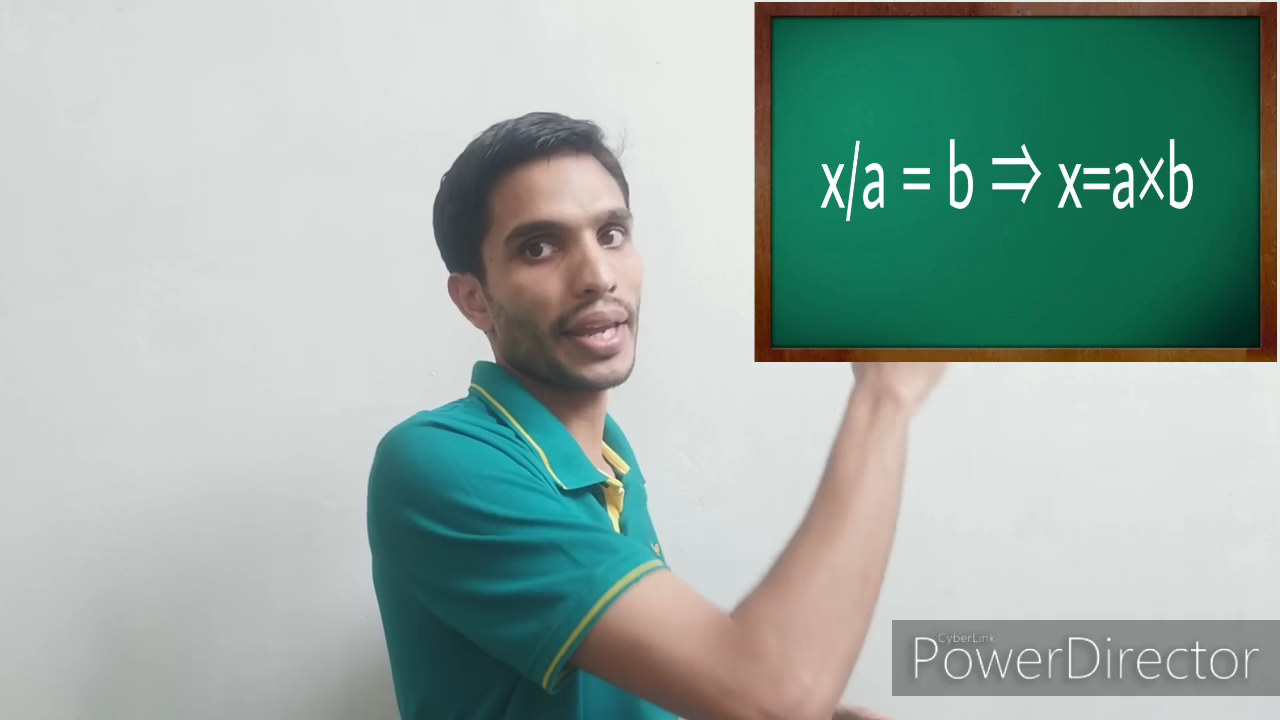 x/a = b ⇒ x=a×b
CyberLink
PowerDirector